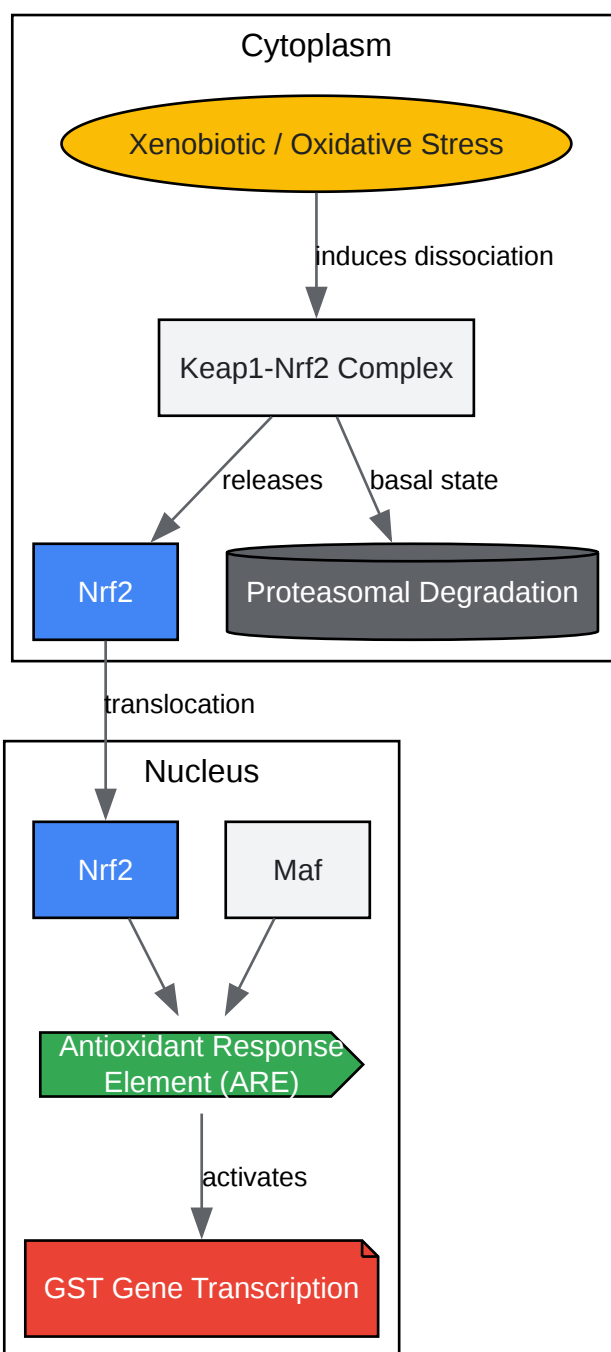 Cytoplasm
Xenobiotic / Oxidative Stress
induces dissociation
Keap1-Nrf2 Complex
releases
basal state
Nrf2
Proteasomal Degradation
translocation
Nucleus
Nrf2
Maf
Antioxidant Response
Element (ARE)
activates
GST Gene Transcription